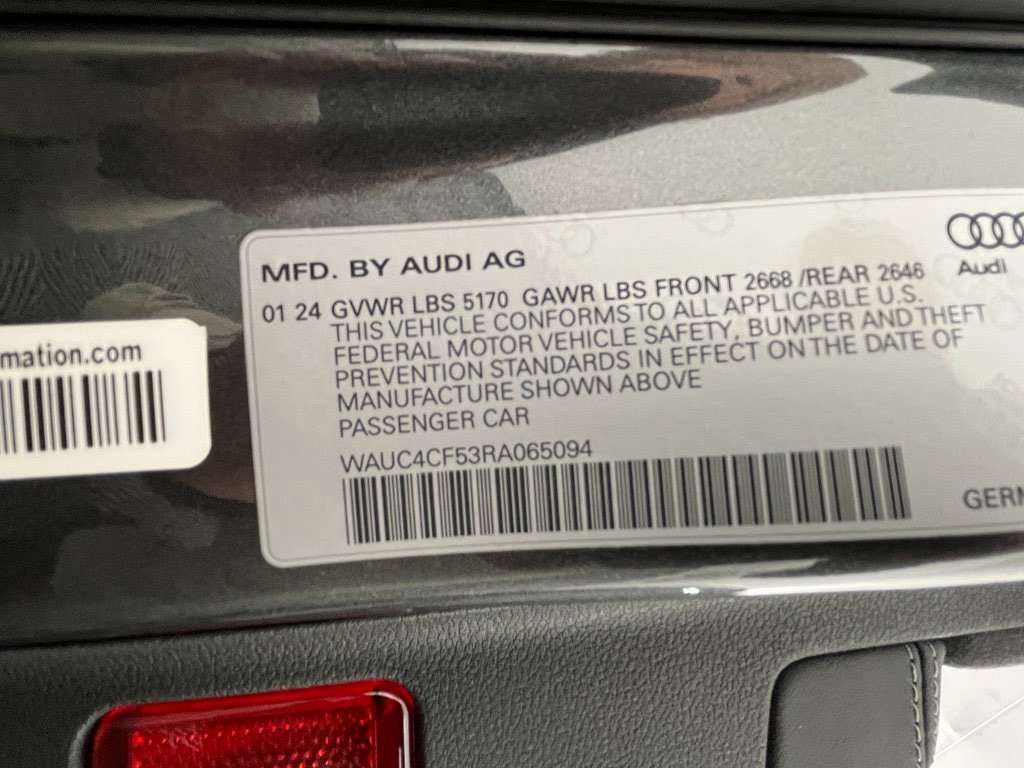 MFD. BY AUDI AG
Audi
01 24 GVWR LBS 5170 GAWR LBS FRONT 2668 /REAR 2646
THIS VEHICLE CONFORMS TO ALL APPLICABLE U.S.
FEDERAL MOTOR VEHICLE SAFETY, BUMPER AND THEFT
PREVENTION STANDARDS IN EFFECT ON THE DATE OF
MANUFACTURE SHOWN ABOVE
PASSENGER CAR
WAUC4CF53RA065094
GERM
mation.com